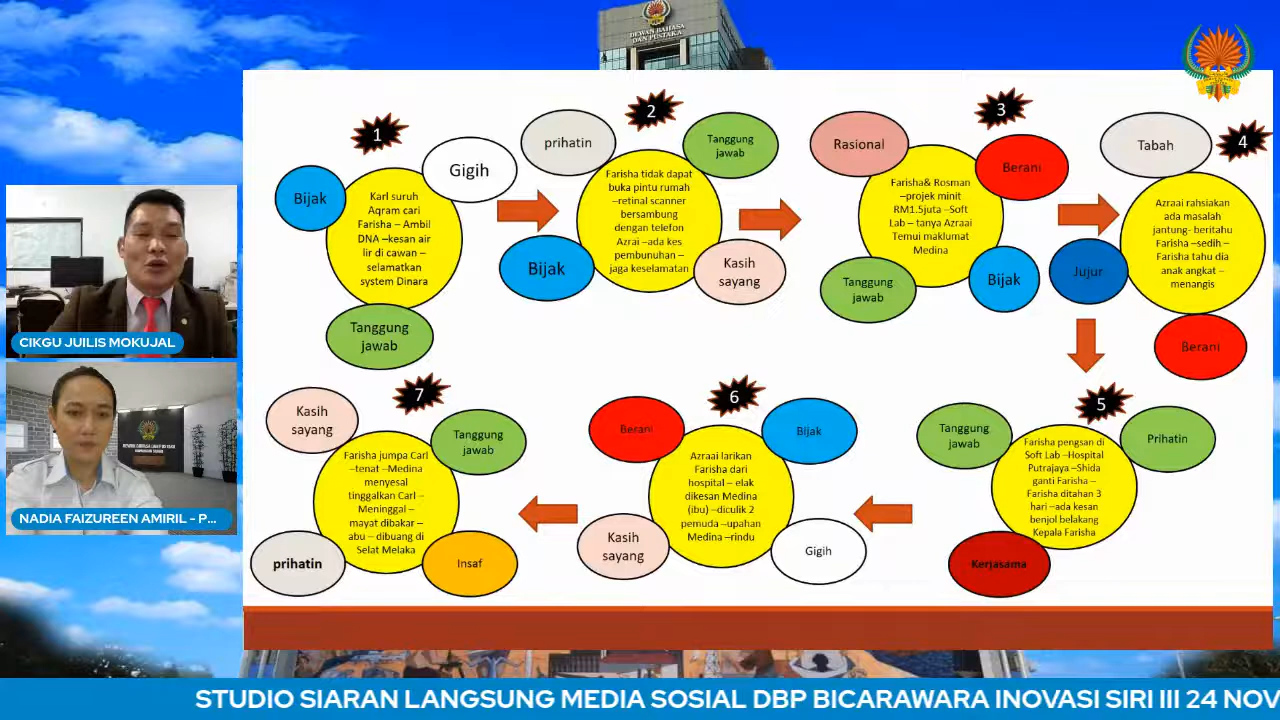 DEWAN BAHASA
DAN PUSTAKA
1
Bijak
Gigih
Karl suruh
Aqram cari
Farisha – Ambil
DNA –kesan air
lir di cawan –
selamatkan
system Dinara
Tanggung
jawab
2
prihatin
Tanggung
jawab
Farisha tidak dapat
buka pintu rumah
–retinal scanner
bersambung
dengan telefon
Azrai –ada kes
pembunuhan –
jaga keselamatan
Bijak
Kasih
sayang
3
Rasional
Berani
Farisha& Rosman
–projek minit
RM1.5juta –Soft
Lab – tanya Azraai
Temui maklumat
Medina
Tanggung
jawab
Bijak
4
Tabah
Azraai rahsiakan
ada masalah
jantung- beritahu
Farisha –sedih –
Farisha tahu dia
anak angkat –
menangis
Jujur
Berani
5
Tanggung
jawab
Prihatin
Farisha pengsan di
Soft Lab –Hospital
Putrajaya –Shida
ganti Farisha –
Farisha ditahan 3
hari –ada kesan
benjol belakang
Kepala Farisha
Kerjasama
6
Berani
Bijak
Azraai larikan
Farisha dari
hospital – elak
dikesan Medina
(ibu) –diculik 2
pemuda –upahan
Medina –rindu
Kasih
sayang
Gigih
7
Kasih
sayang
Tanggung
jawab
Farisha jumpa Carl
–tenat –Medina
menyesal
tinggalkan Carl –
Meninggal –
mayat dibakar –
abu – dibuang di
Selat Melaka
prihatin
Insaf
CIKGU JUILIS MOKUJAL
NADIA FAIZUREEN AMIRIL - P...
STUDIO SIARAN LANGSUNG MEDIA SOSIAL DBP BICARAWARA INOVASI SIRI III 24 NOV